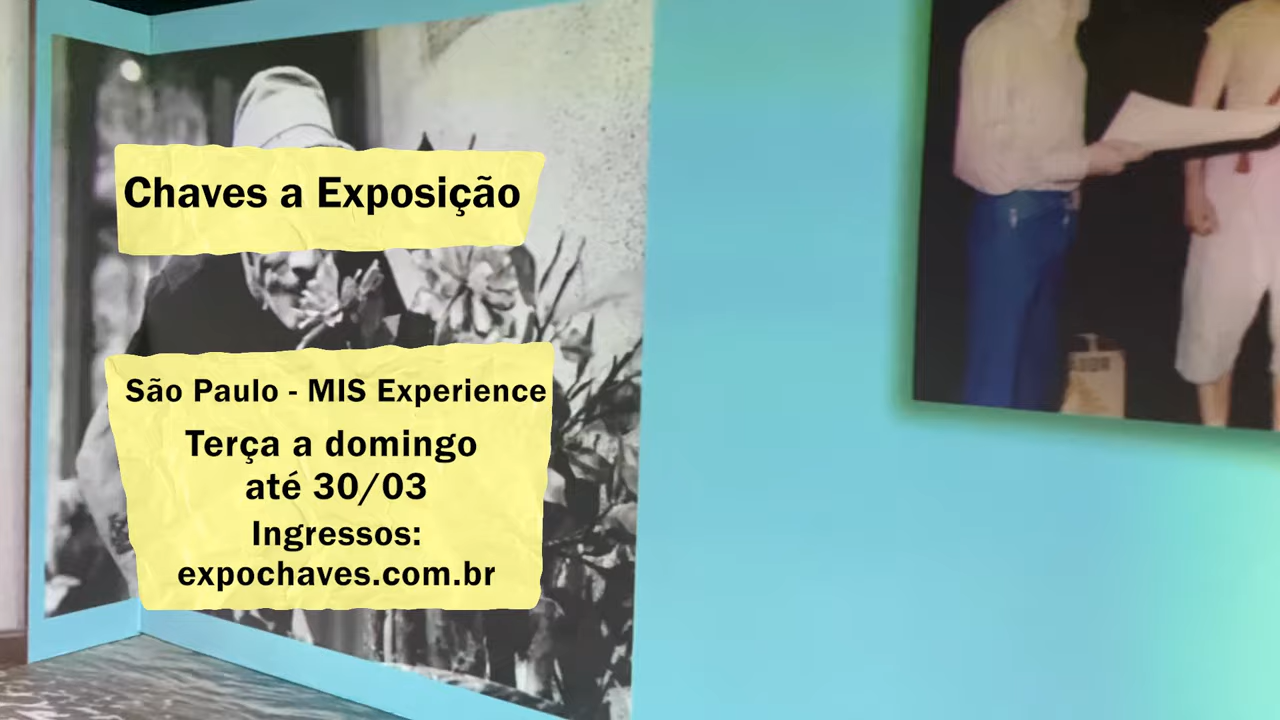 Chaves a Exposição
São Paulo - MIS Experience
Terça a domingo
até 30/03
Ingressos:
expochaves.com.br